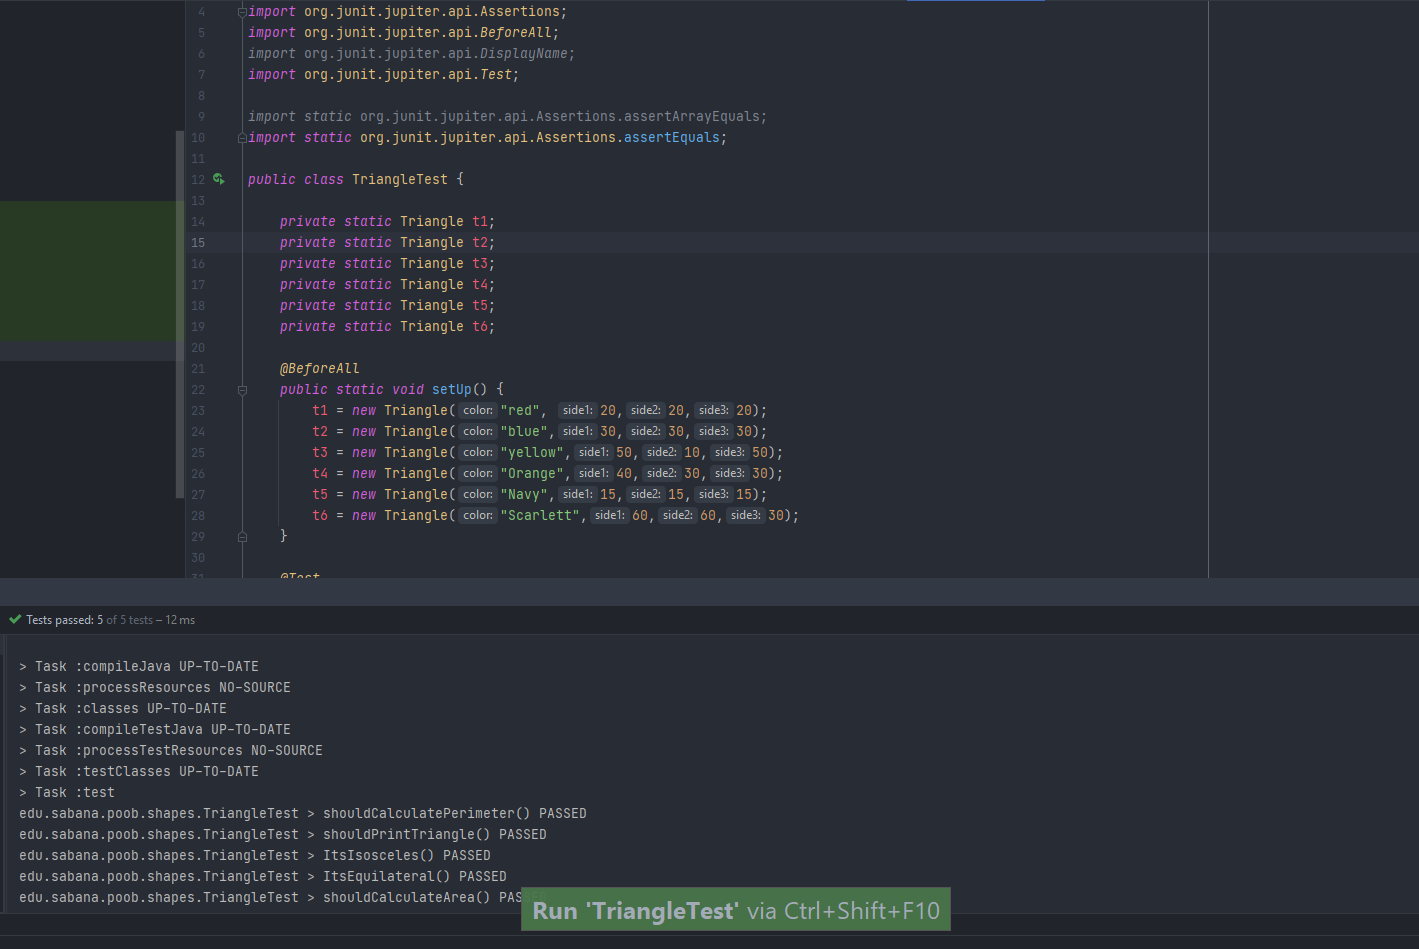 4 import org.junit.jupiter.api.Assertions;
5 import org.junit.jupiter.api.BeforeAll;
6 import org.junit.jupiter.api.DisplayName;
7 import org.junit.jupiter.api.Test;
8
9 import static org.junit.jupiter.api.Assertions.assertArrayEquals;
10 import static org.junit.jupiter.api.Assertions.assertEquals;
11
12 public class TriangleTest {
13
14 private static Triangle t1;
15 private static Triangle t2;
16 private static Triangle t3;
17 private static Triangle t4;
18 private static Triangle t5;
19 private static Triangle t6;
20
21 @BeforeAll
22 public static void setUp() {
23 t1 = new Triangle( color: "red", side1: 20, side2: 20, side3: 20);
24 t2 = new Triangle( color: "blue", side1: 30, side2: 30, side3: 30);
25 t3 = new Triangle( color: "yellow", side1: 50, side2: 10, side3: 50);
26 t4 = new Triangle( color: "Orange", side1: 40, side2: 30, side3: 30);
27 t5 = new Triangle( color: "Navy", side1: 15, side2: 15, side3: 15);
28 t6 = new Triangle( color: "Scarlett", side1: 60, side2: 60, side3: 30);
29 }
30
31 @Test
Tests passed: 5 of 5 tests – 12 ms
> Task :compileJava UP-TO-DATE
> Task :processResources NO-SOURCE
> Task :classes UP-TO-DATE
> Task :compileTestJava UP-TO-DATE
> Task :processTestResources NO-SOURCE
> Task :testClasses UP-TO-DATE
> Task :test
edu.sabana.poob.shapes.TriangleTest > shouldCalculatePerimeter() PASSED
edu.sabana.poob.shapes.TriangleTest > shouldPrintTriangle() PASSED
edu.sabana.poob.shapes.TriangleTest > ItsIsosceles() PASSED
edu.sabana.poob.shapes.TriangleTest > ItsEquilateral() PASSED
edu.sabana.poob.shapes.TriangleTest > shouldCalculateArea() PASSED
Run 'TriangleTest' via Ctrl+Shift+F10